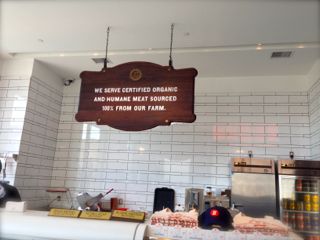 WE SERVE CERTIFIED ORGANIC
AND HUMANE MEAT SOURCED
100% FROM OUR FARM.